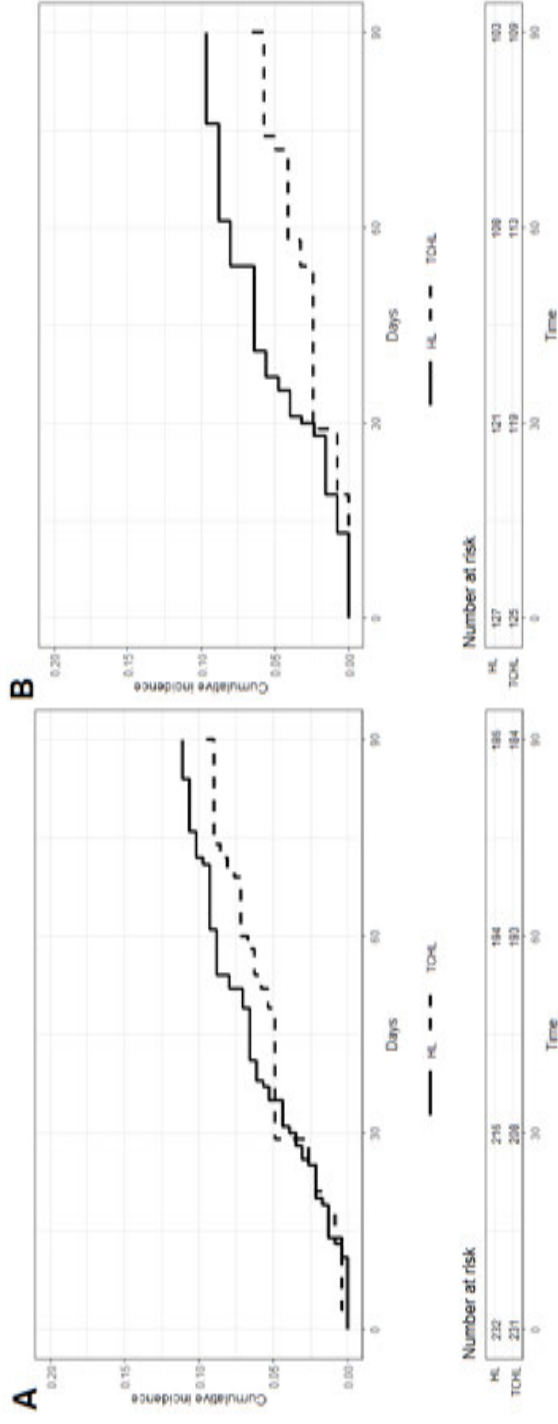 A
Cumulative incidence
0.20
0.15
0.10
0.05
0.00
0 30 60 90
Days
HL TCHL
Number at risk
HL 232 215 194 186
TCHL 231 208 193 184
0 30 60 90
Time
B
Cumulative incidence
0.20
0.15
0.10
0.05
0.00
0 30 60 90
Days
HL TCHL
Number at risk
HL 127 121 108 103
TCHL 125 119 113 109
0 30 60 90
Time